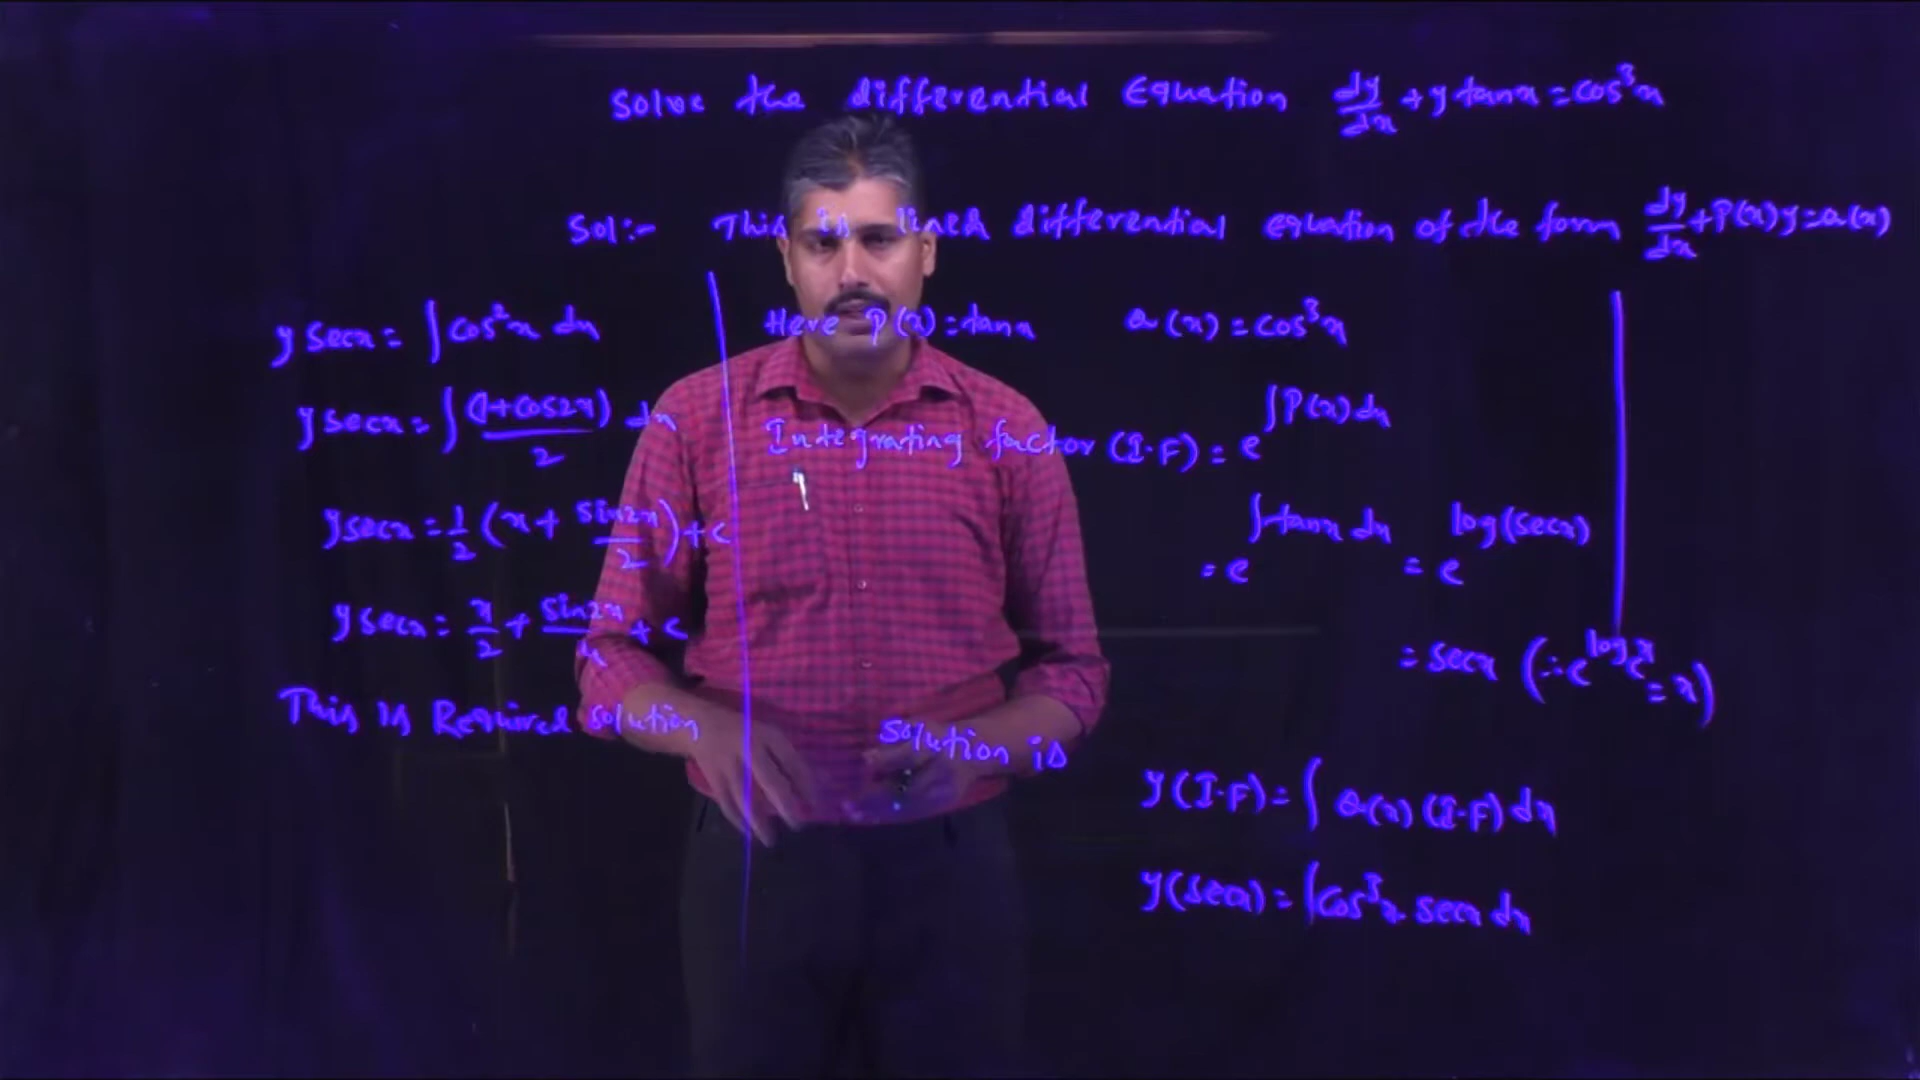 Solve the differential Equation dy/dx + y tanx = cos³x
Sol:- This is linear differential equation of the form dy/dx + P(x)y = Q(x)
Here P(x) = tanx Q(x) = cos³x
Integrating factor (I.F) = e^∫P(x)dx
= e^∫tanx dx = e^log(secx)
= secx (∵ e^logₑx = x)
Solution is
y(I.F) = ∫ Q(x) (I.F) dx
y(secx) = ∫cos³x. secx dx
y secx = ∫ cos²x dx
y secx = ∫ (1+cos2x)/2 dx
y secx = 1/2 (x + sin2x/2) + c
y secx = x/2 + sin2x/4 + c
This is Required solution